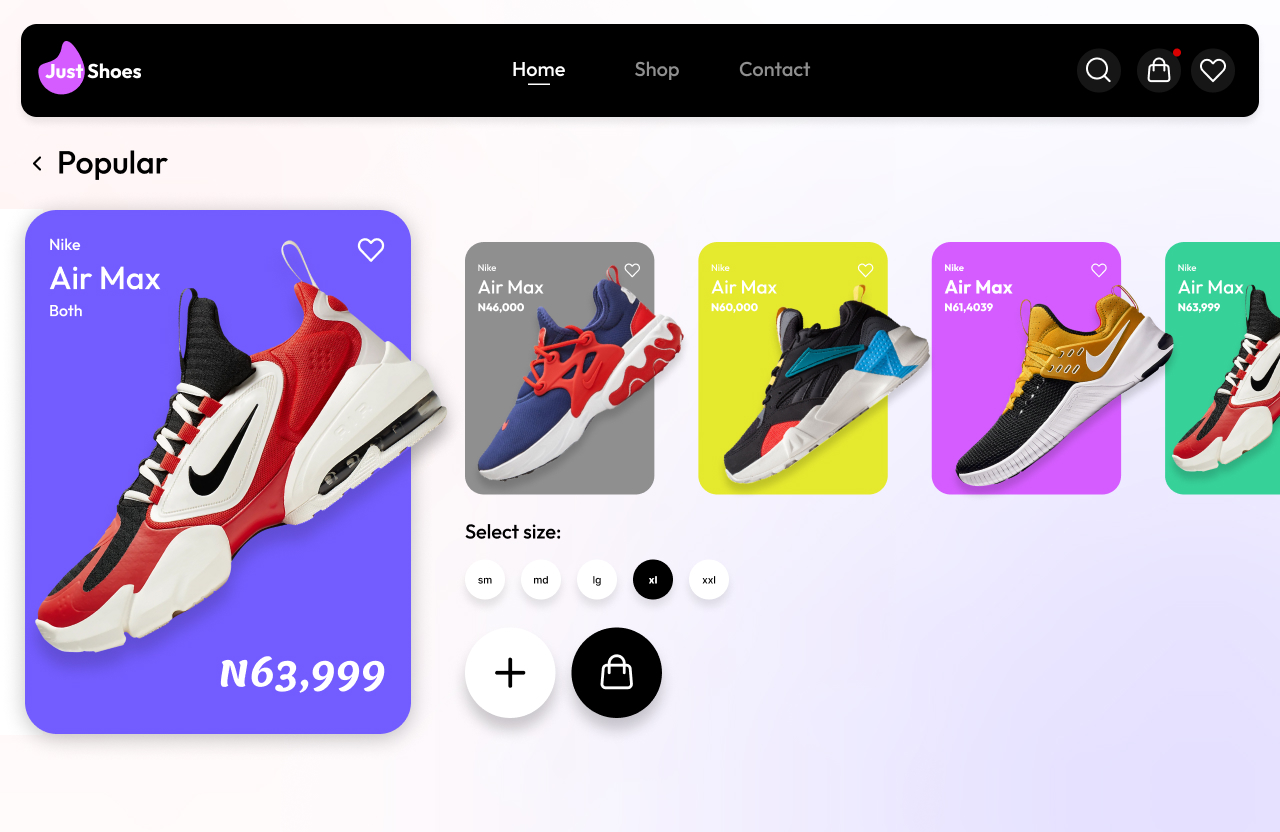 Just Shoes
Home
Shop
Contact
Popular
Nike
Air Max
Both
N63,999
Nike
Air Max
N46,000
Nike
Air Max
N60,000
Nike
Air Max
N61,4039
Nike
Air Max
N63,999
Select size:
sm md lg xl xxl